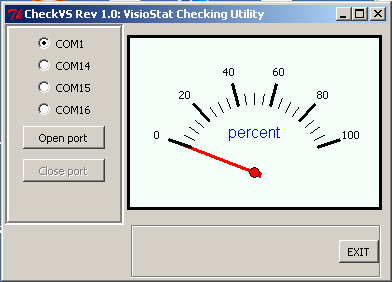 CheckVS Rev 1.0: VisioStat Checking Utility
COM1
COM14
COM15
COM16
Open port
Close port
0
20
40
60
80
100
percent
EXIT